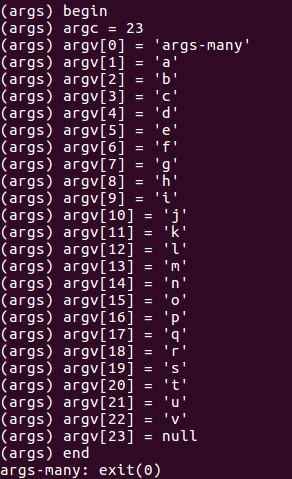 (args) begin
(args) argc = 23
(args) argv[0] = 'args-many'
(args) argv[1] = 'a'
(args) argv[2] = 'b'
(args) argv[3] = 'c'
(args) argv[4] = 'd'
(args) argv[5] = 'e'
(args) argv[6] = 'f'
(args) argv[7] = 'g'
(args) argv[8] = 'h'
(args) argv[9] = 'i'
(args) argv[10] = 'j'
(args) argv[11] = 'k'
(args) argv[12] = 'l'
(args) argv[13] = 'm'
(args) argv[14] = 'n'
(args) argv[15] = 'o'
(args) argv[16] = 'p'
(args) argv[17] = 'q'
(args) argv[18] = 'r'
(args) argv[19] = 's'
(args) argv[20] = 't'
(args) argv[21] = 'u'
(args) argv[22] = 'v'
(args) argv[23] = null
(args) end
args-many: exit(0)